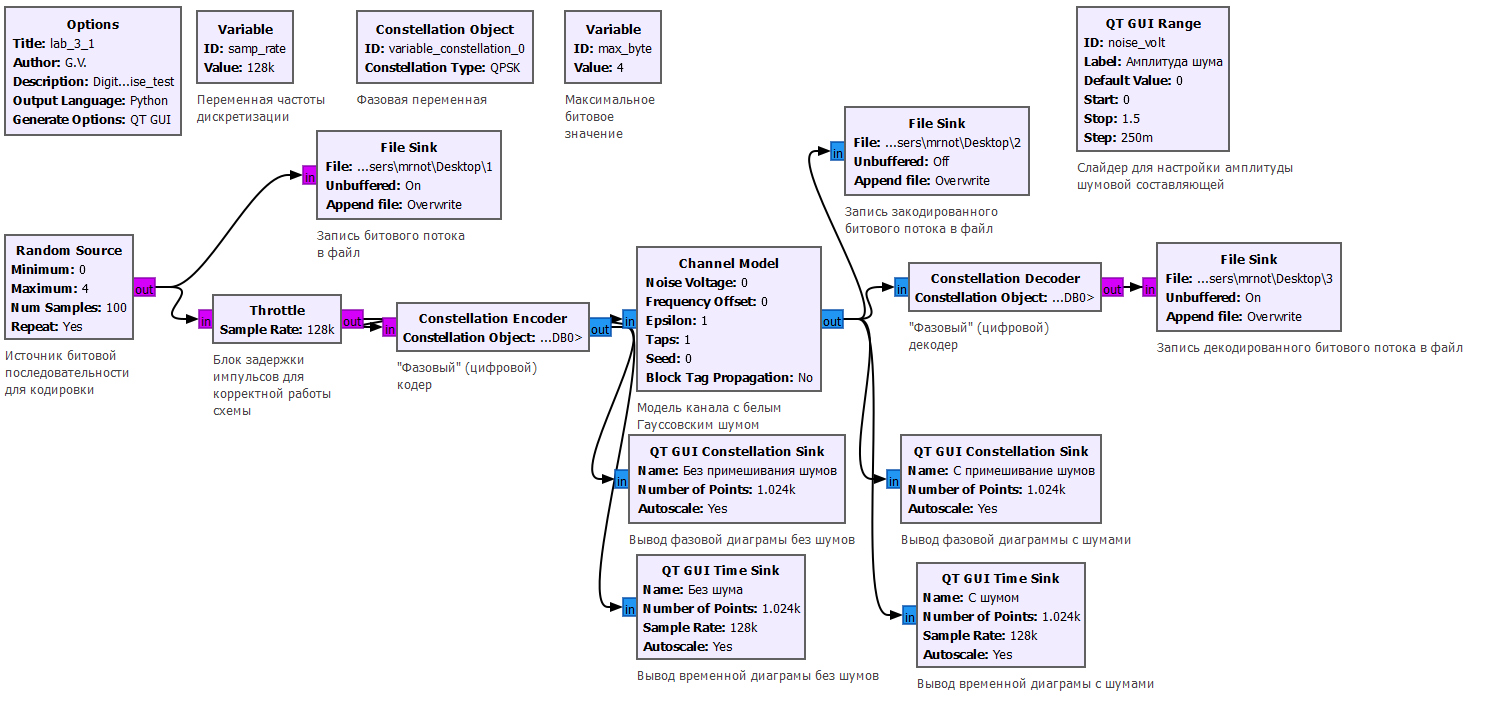 Options
Title: lab_3_1
Author: G.V.
Description: Digit...ise_test
Output Language: Python
Generate Options: QT GUI
Variable
ID: samp_rate
Value: 128k
Переменная частоты
дискретизации
Constellation Object
ID: variable_constellation_0
Constellation Type: QPSK
Фазовая переменная
Variable
ID: max_byte
Value: 4
Максимальное
битовое
значение
QT GUI Range
ID: noise_volt
Label: Амплитуда шума
Default Value: 0
Start: 0
Stop: 1.5
Step: 250m
Слайдер для настройки амплитуды
шумовой составляющей
File Sink
File: ...sers\mrnot\Desktop\1
Unbuffered: On
Append file: Overwrite
in
Запись битового потока
в файл
File Sink
File: ...sers\mrnot\Desktop\2
Unbuffered: Off
Append file: Overwrite
in
Запись закодированного
битового потока в файл
Random Source
Minimum: 0
Maximum: 4
Num Samples: 100
Repeat: Yes
out
Источник битовой
последовательности
для кодировки
in
Throttle
Sample Rate: 128k
out
Блок задержки
импульсов для
корректной работы
схемы
in
Constellation Encoder
Constellation Object: ...DB0>
out
"Фазовый" (цифровой)
кодер
in
Channel Model
Noise Voltage: 0
Frequency Offset: 0
Epsilon: 1
Taps: 1
Seed: 0
Block Tag Propagation: No
out
Модель канала с белым
Гауссовским шумом
in
Constellation Decoder
Constellation Object: ...DB0>
out
"Фазовый" (цифровой)
декодер
in
File Sink
File: ...sers\mrnot\Desktop\3
Unbuffered: On
Append file: Overwrite
Запись декодированного битового потока в файл
in
QT GUI Constellation Sink
Name: Без примешивания шумов
Number of Points: 1.024k
Autoscale: Yes
Вывод фазовой диаграмы без шумов
in
QT GUI Constellation Sink
Name: С примешивание шумов
Number of Points: 1.024k
Autoscale: Yes
Вывод фазовой диаграммы с шумами
in
QT GUI Time Sink
Name: Без шума
Number of Points: 1.024k
Sample Rate: 128k
Autoscale: Yes
Вывод временной диаграмы без шумов
in
QT GUI Time Sink
Name: С шумом
Number of Points: 1.024k
Sample Rate: 128k
Autoscale: Yes
Вывод временной диаграмы с шумами